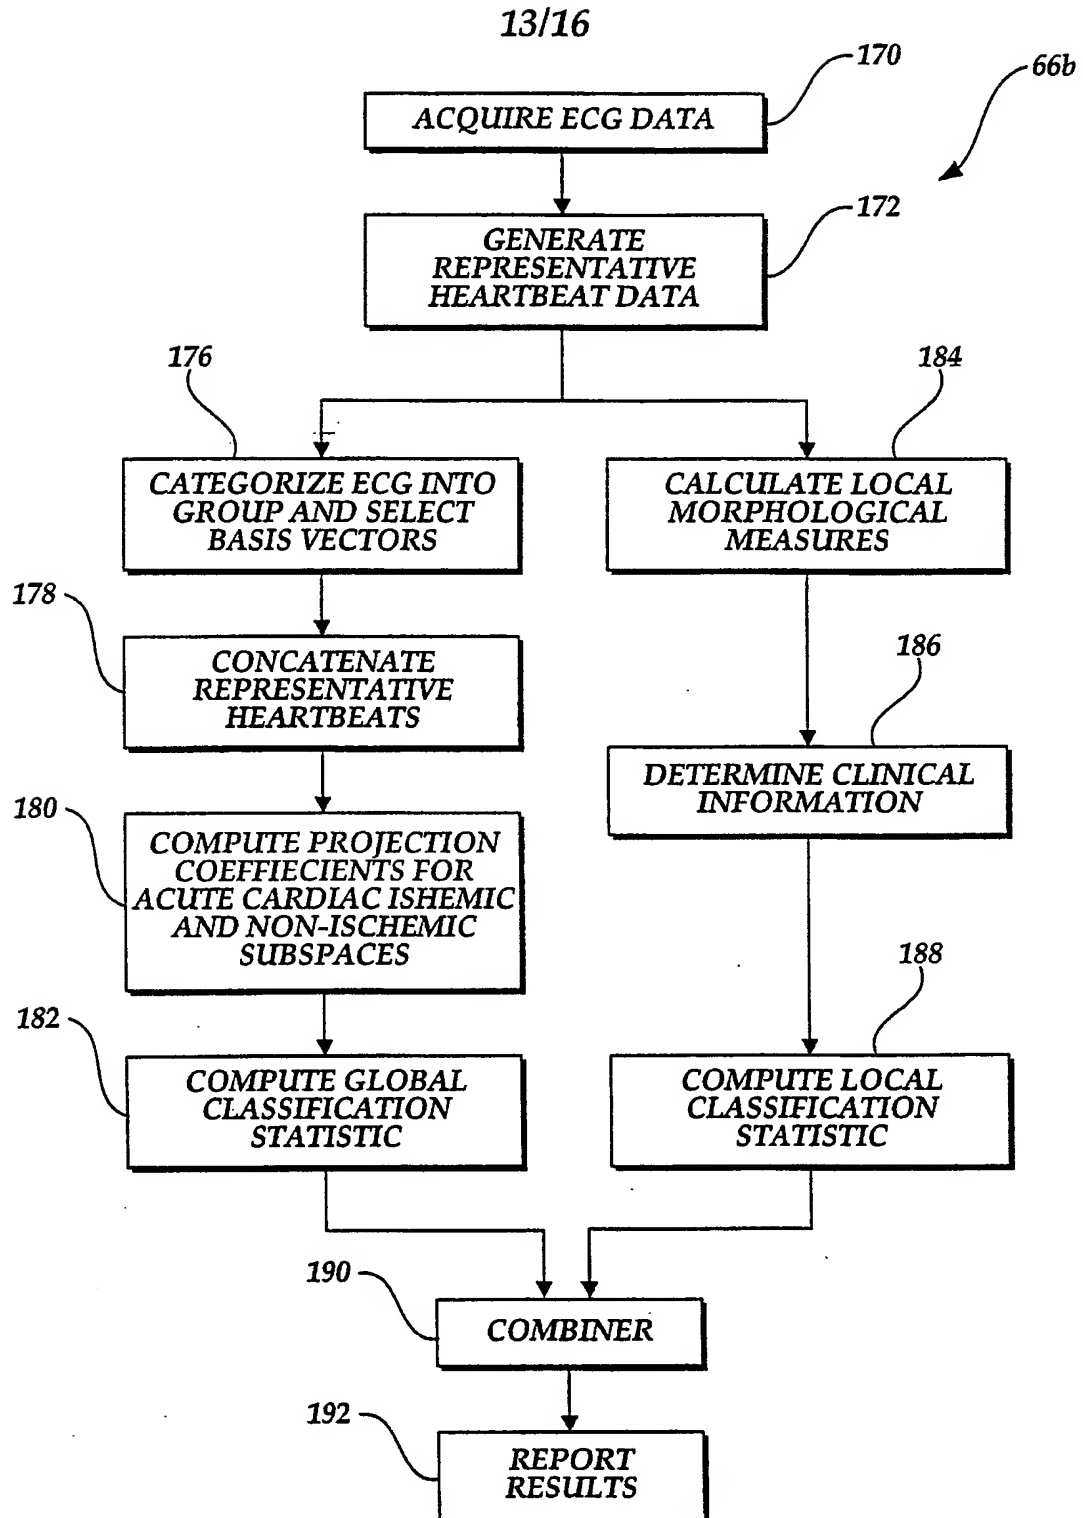 13/16
170
66b
ACQUIRE ECG DATA
172
GENERATE
REPRESENTATIVE
HEARTBEAT DATA
176
184
CATEGORIZE ECG INTO
GROUP AND SELECT
BASIS VECTORS
CALCULATE LOCAL
MORPHOLOGICAL
MEASURES
178
CONCATENATE
REPRESENTATIVE
HEARTBEATS
186
DETERMINE CLINICAL
INFORMATION
180
COMPUTE PROJECTION
COEFFIECIENTS FOR
ACUTE CARDIAC ISHEMIC
AND NON-ISCHEMIC
SUBSPACES
188
182
COMPUTE GLOBAL
CLASSIFICATION
STATISTIC
COMPUTE LOCAL
CLASSIFICATION
STATISTIC
190
COMBINER
192
REPORT
RESULTS